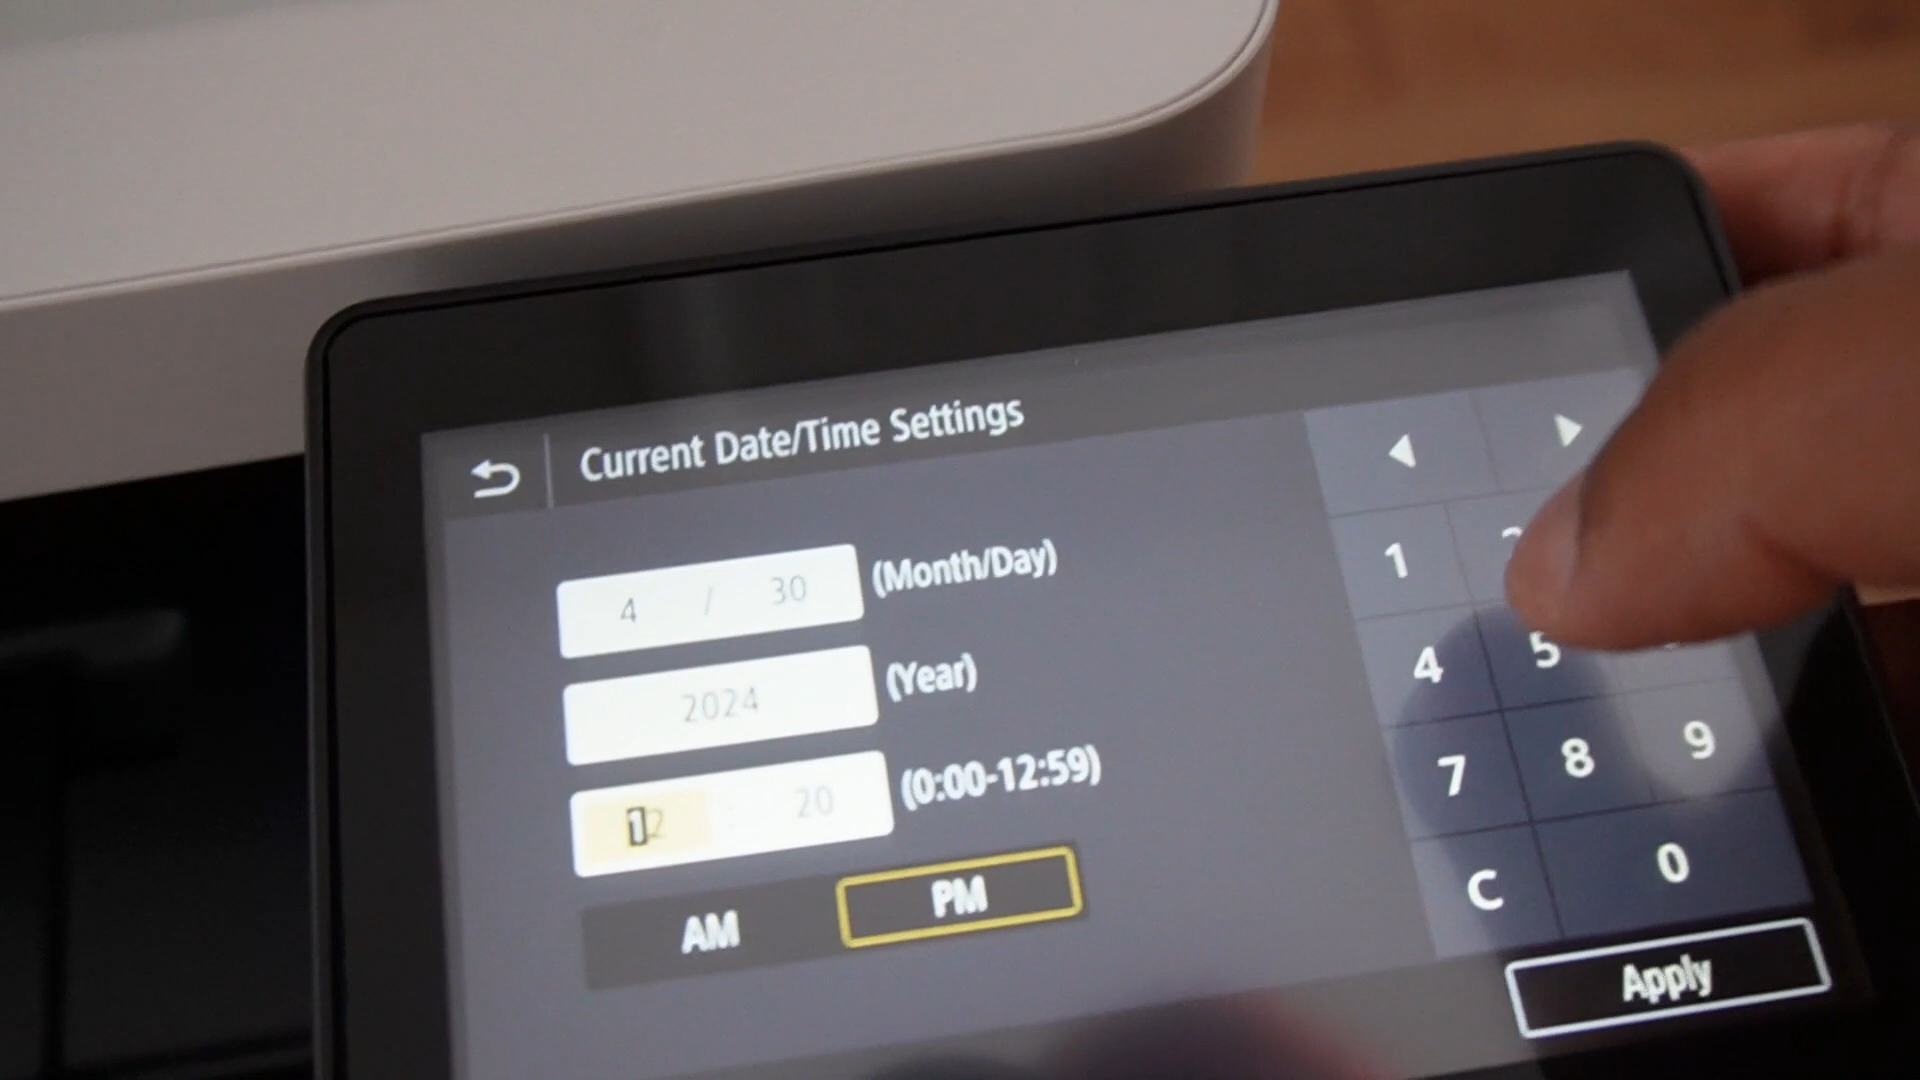 Current Date/Time Settings
4 / 30 (Month/Day)
2024 (Year)
12 : 20 (0:00-12:59)
AM PM
1
4 5
7 8 9
C 0
Apply